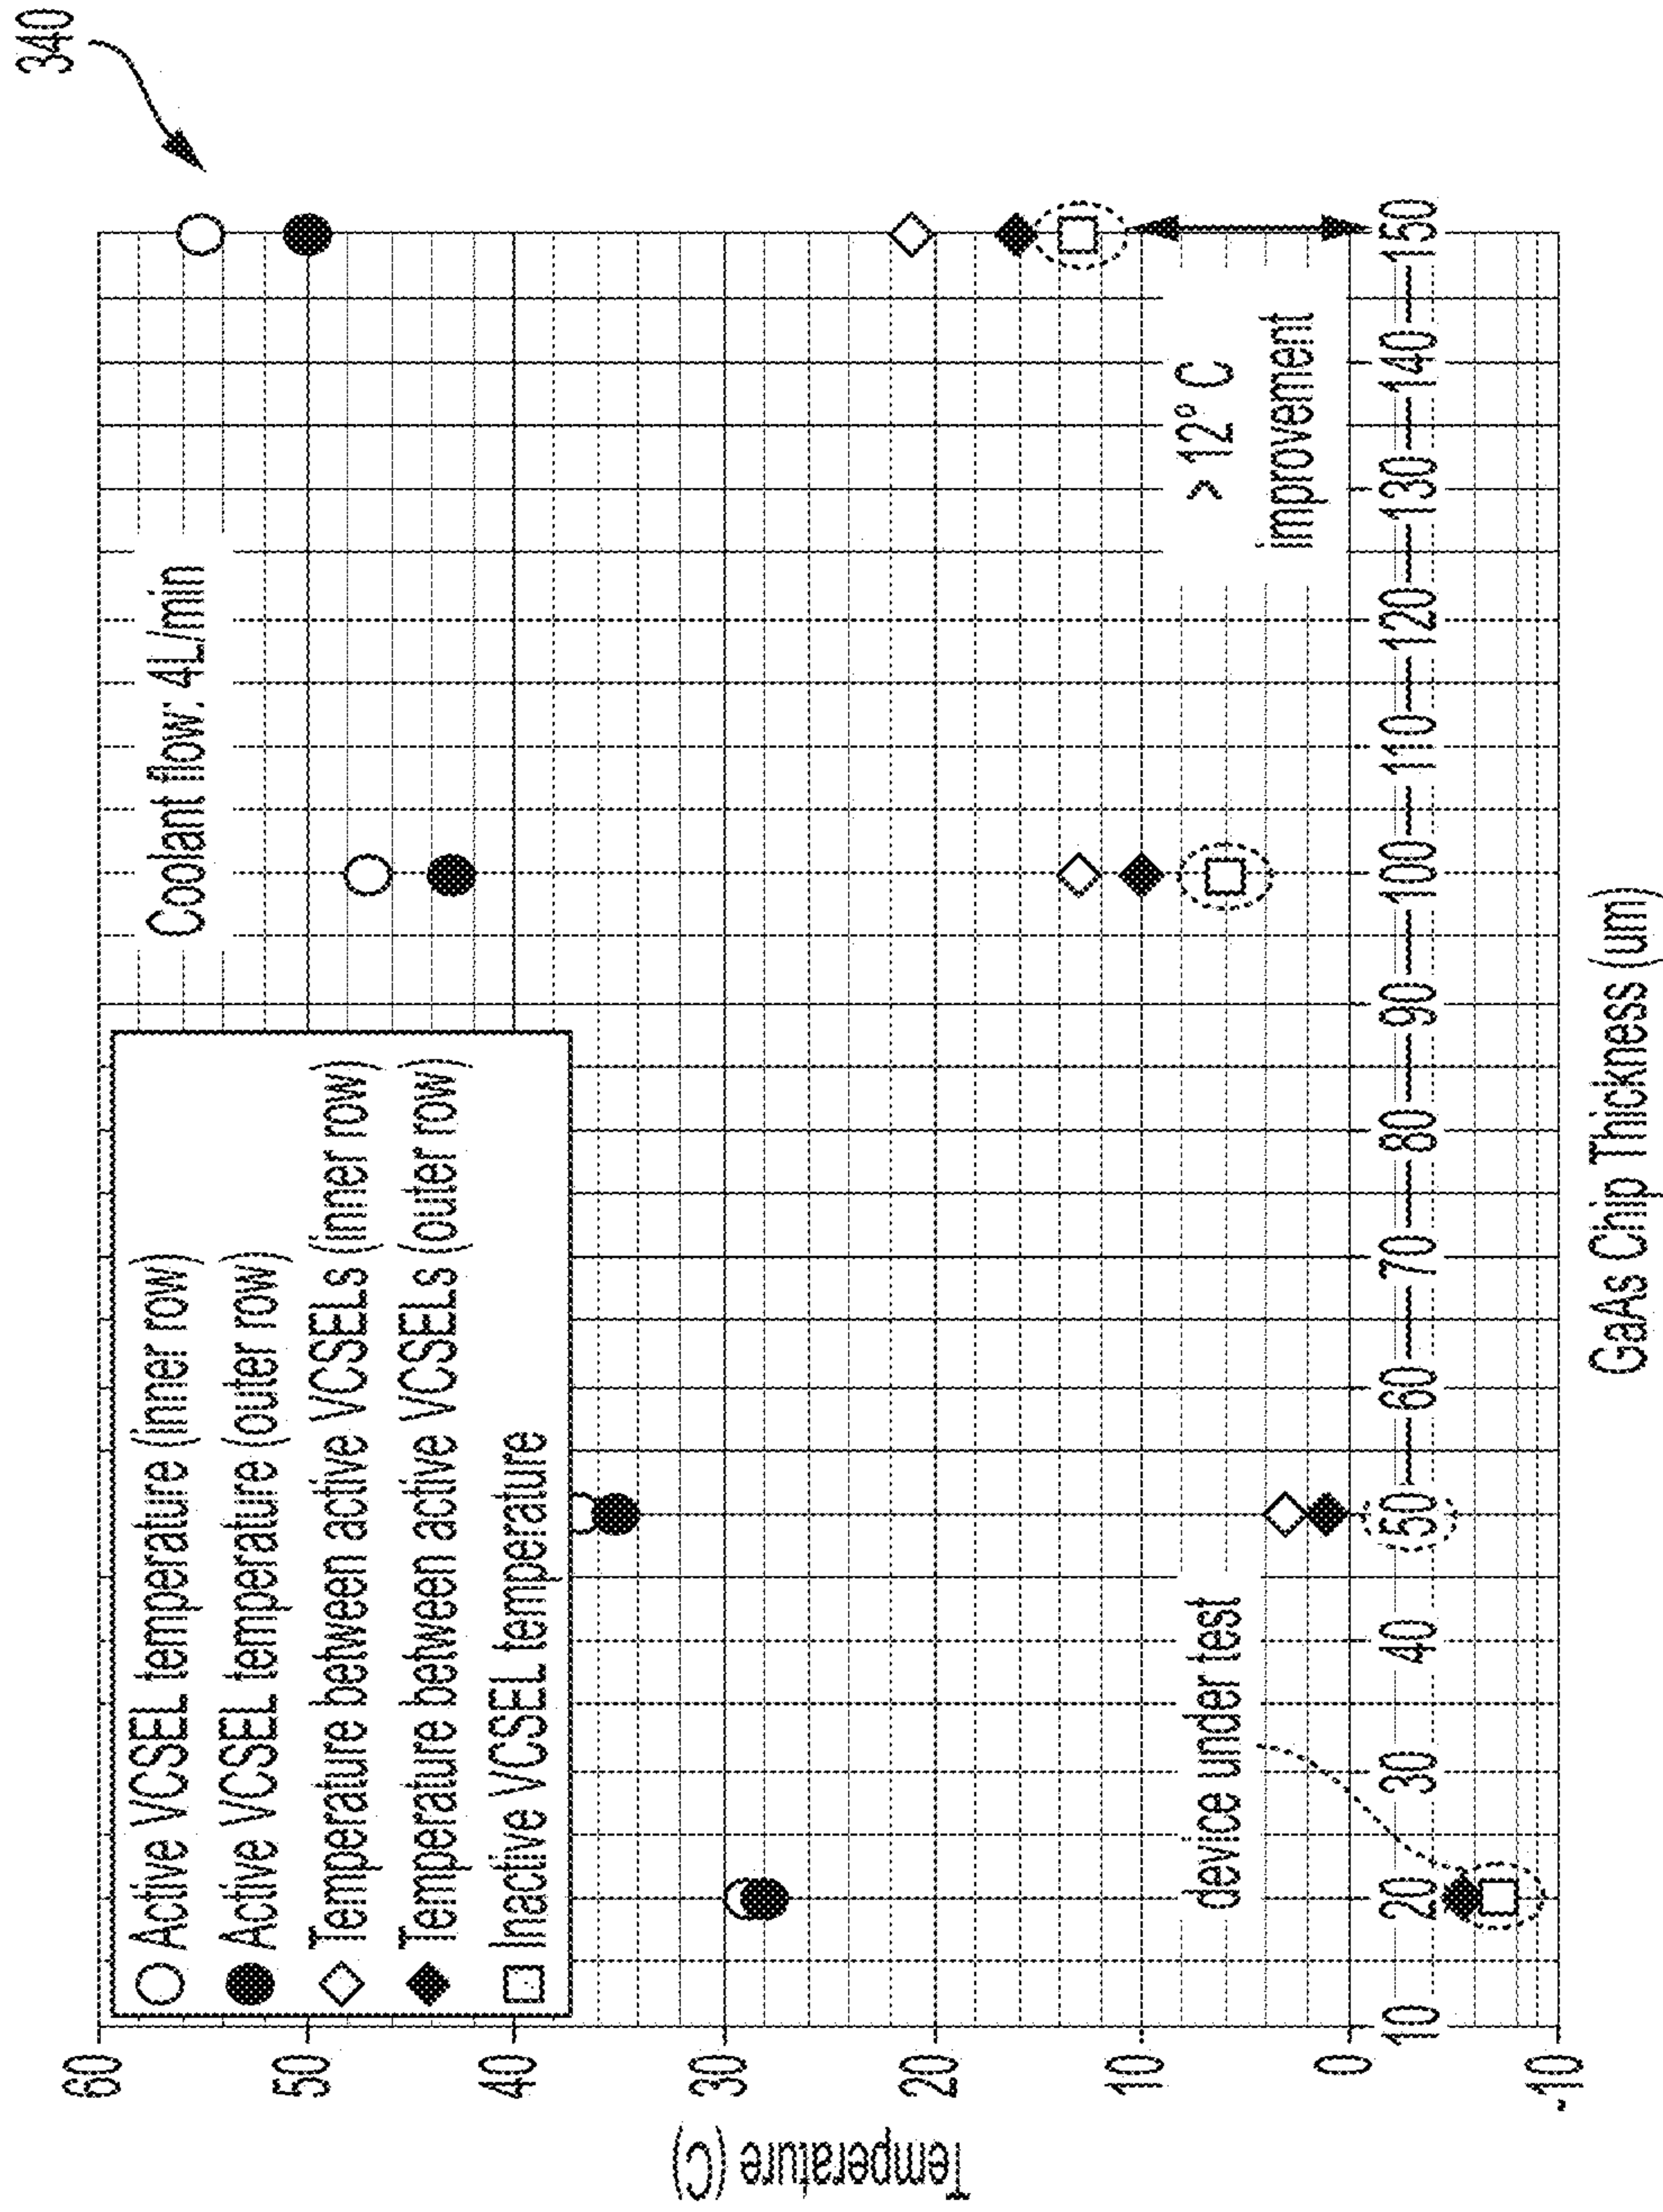 340
Coolant flow: 4L/min
Active VCSEL temperature (inner row)
Active VCSEL temperature (outer row)
Temperature between active VCSELs (inner row)
Temperature between active VCSELs (outer row)
Inactive VCSEL temperature
Temperature (C)
60
50
40
30
20
10
0
-10
> 12° C
improvement
device under test
10 20 30 40 50 60 70 80 90 100 110 120 130 140 150
GaAs Chip Thickness (um)